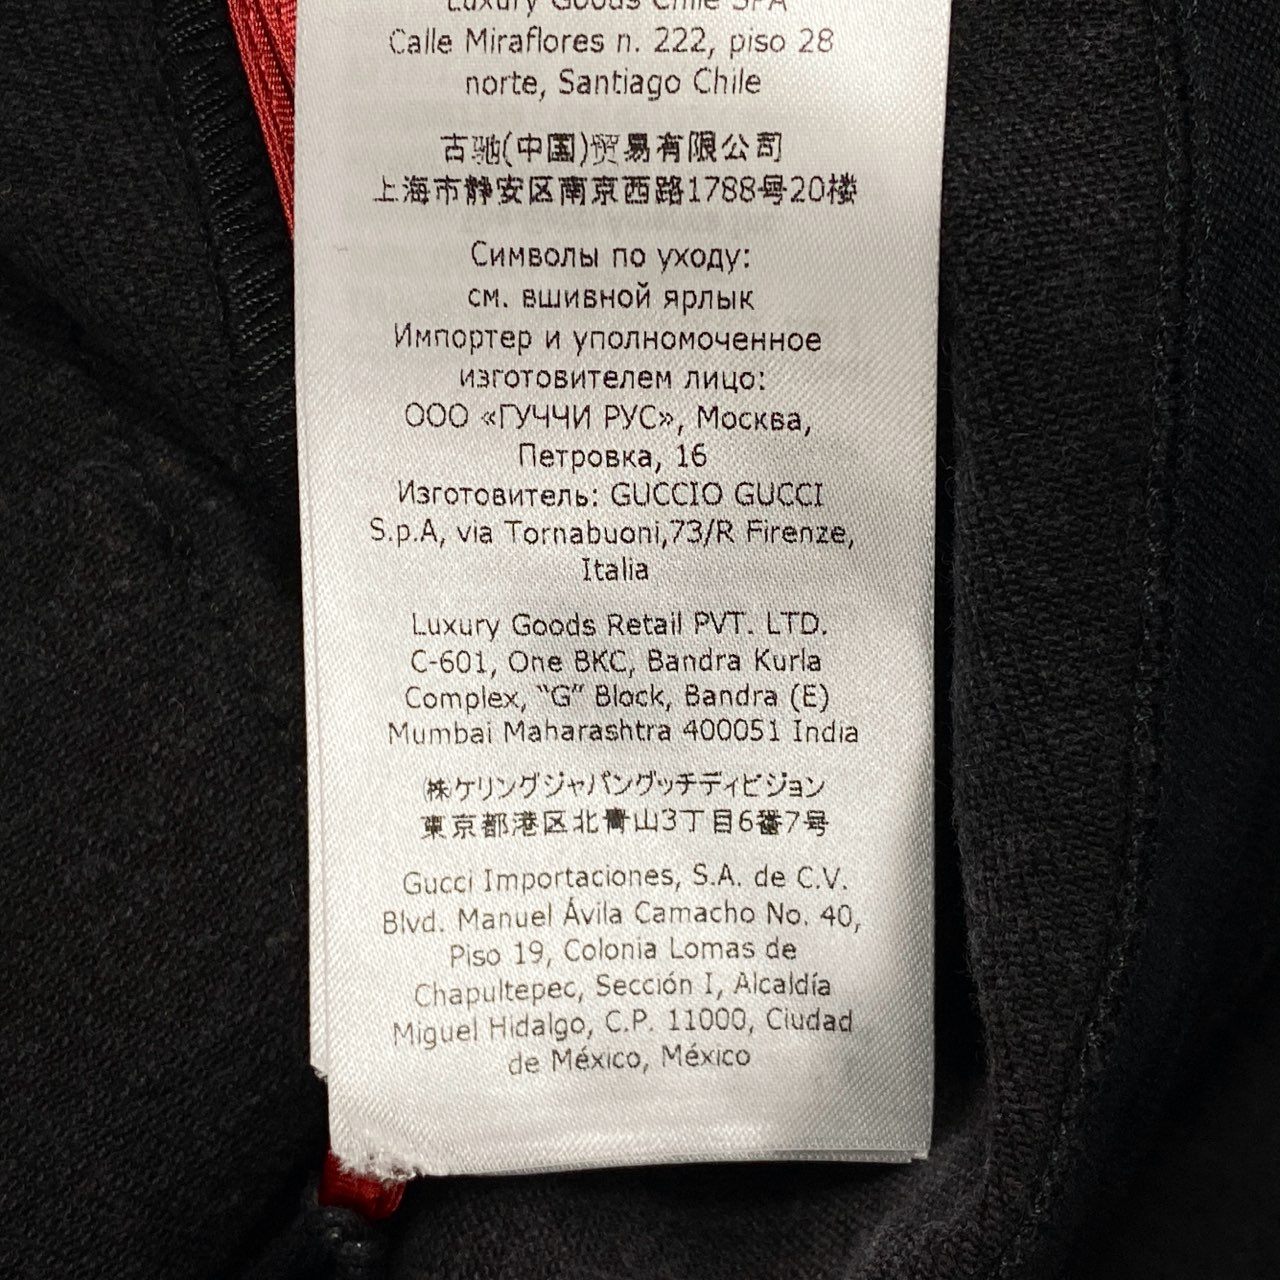 Luxury Goods Chile SPA
Calle Miraflores n. 222, piso 28
norte, Santiago Chile
古驰(中国)贸易有限公司
上海市静安区南京西路1788号20楼
Символы по уходу:
см. вшивной ярлык
Импортер и уполномоченное
изготовителем лицо:
ООО «ГУЧЧИ РУС», Москва,
Петровка, 16
Изготовитель: GUCCIO GUCCI
S.p.A, via Tornabuoni,73/R Firenze,
Italia
Luxury Goods Retail PVT. LTD.
C-601, One BKC, Bandra Kurla
Complex, “G” Block, Bandra (E)
Mumbai Maharashtra 400051 India
㈱ケリングジャパングッチディビジョン
東京都港区北青山3丁目6番7号
Gucci Importaciones, S.A. de C.V.
Blvd. Manuel Ávila Camacho No. 40,
Piso 19, Colonia Lomas de
Chapultepec, Sección I, Alcaldía
Miguel Hidalgo, C.P. 11000, Ciudad
de México, México